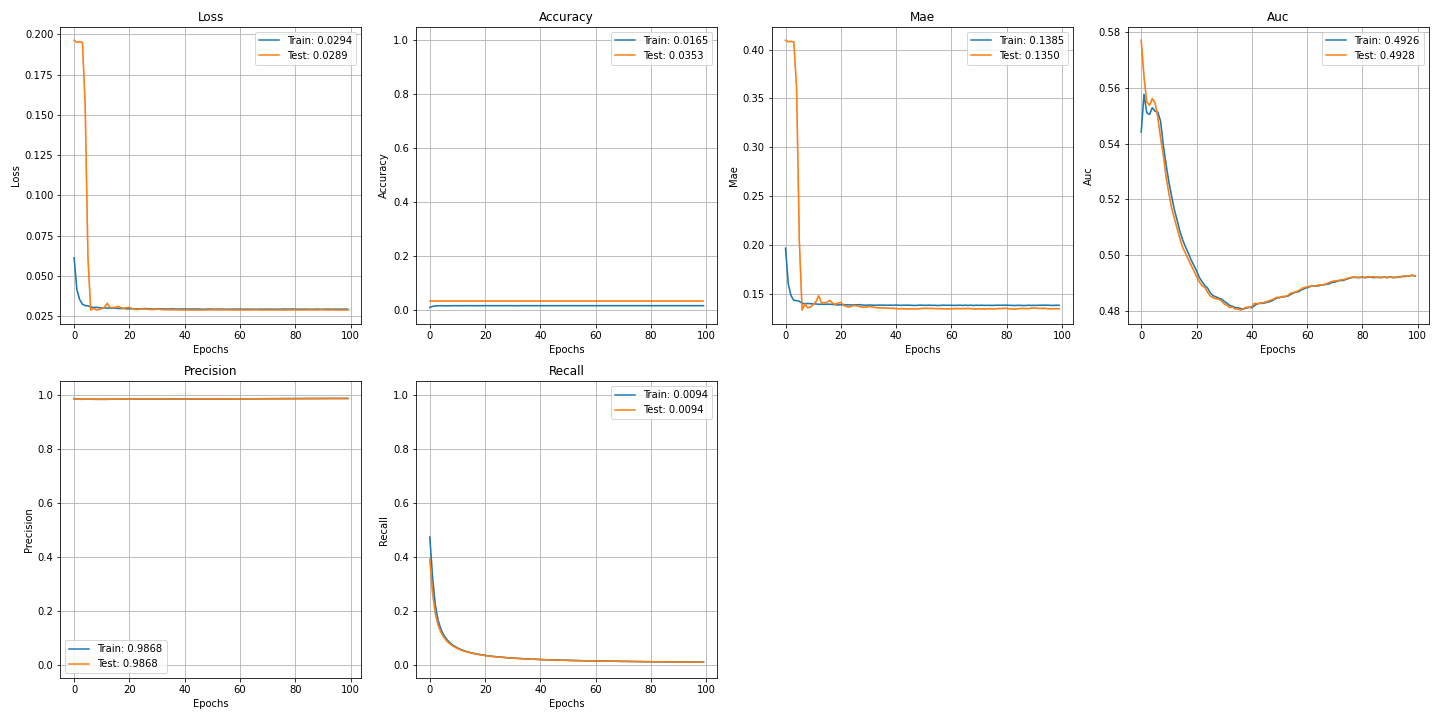 Loss
Train: 0.0294
Test: 0.0289
0.200
0.175
0.150
0.125
0.100
0.075
0.050
0.025
Loss
0 20 40 60 80 100
Epochs
Accuracy
Train: 0.0165
Test: 0.0353
1.0
0.8
0.6
0.4
0.2
0.0
Accuracy
0 20 40 60 80 100
Epochs
Mae
Train: 0.1385
Test: 0.1350
0.40
0.35
0.30
0.25
0.20
0.15
Mae
0 20 40 60 80 100
Epochs
Auc
Train: 0.4926
Test: 0.4928
0.58
0.56
0.54
0.52
0.50
0.48
Auc
0 20 40 60 80 100
Epochs
Precision
1.0
0.8
0.6
0.4
0.2
0.0
Precision
Train: 0.9868
Test: 0.9868
0 20 40 60 80 100
Epochs
Recall
Train: 0.0094
Test: 0.0094
1.0
0.8
0.6
0.4
0.2
0.0
Recall
0 20 40 60 80 100
Epochs